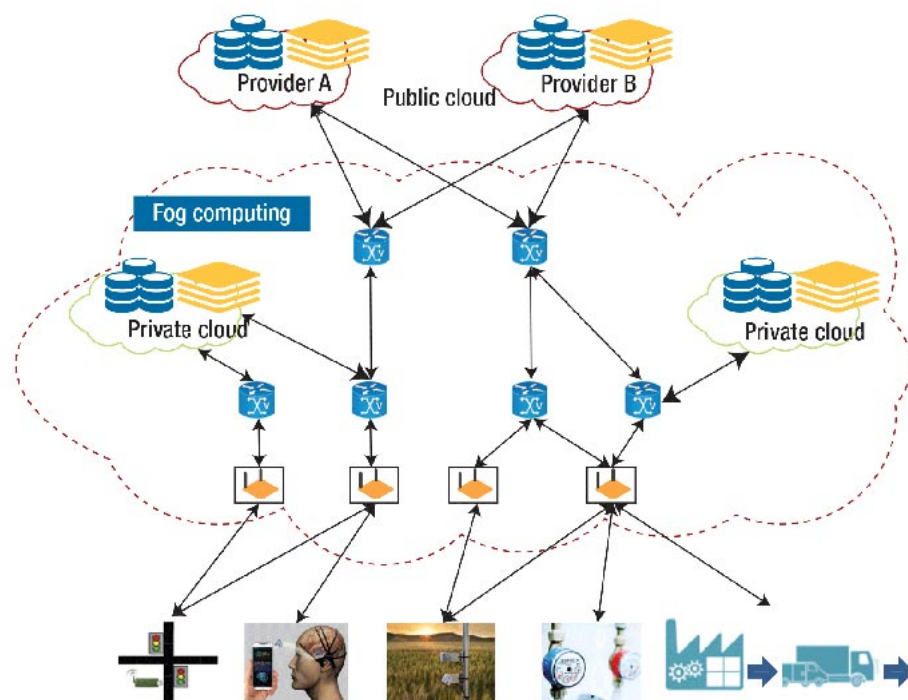 Provider A
Provider B
Public cloud
Fog computing
Private cloud
Private cloud